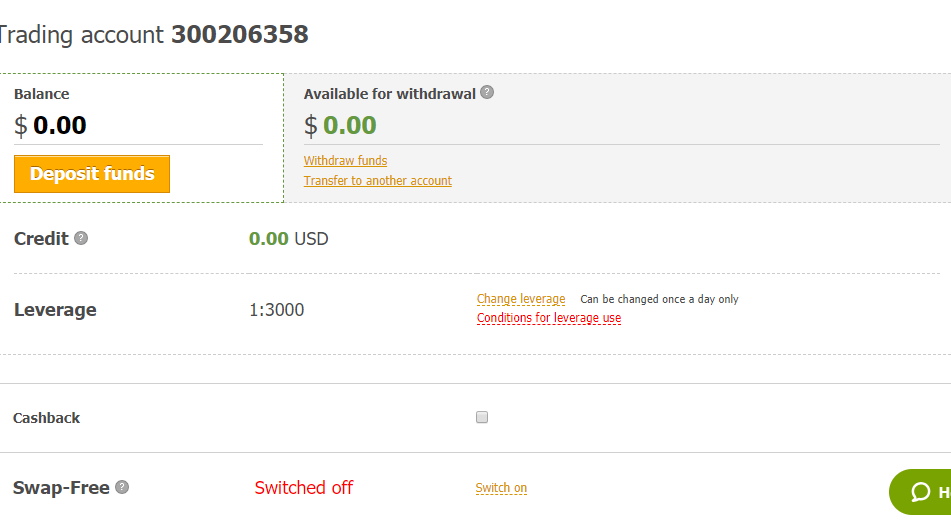 Trading account 300206358
Balance
Available for withdrawal ?
$ 0.00
$ 0.00
Deposit funds
Withdraw funds
Transfer to another account
Credit ?
0.00 USD
Leverage
1:3000
Change leverage Can be changed once a day only
Conditions for leverage use
Cashback
Swap-Free ?
Switched off
Switch on